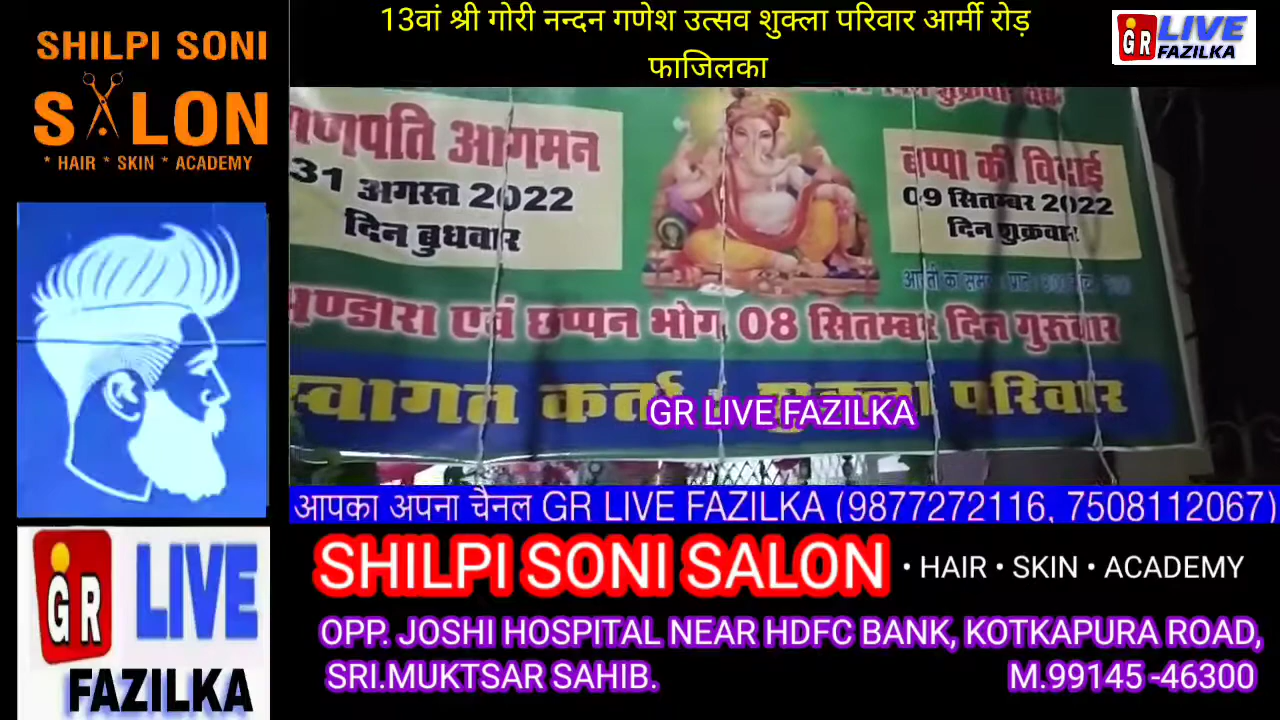 SHILPI SONI
SALON
* HAIR * SKIN * ACADEMY
13वां श्री गोरी नन्दन गणेश उत्सव शुक्ला परिवार आर्मी रोड़
फाजिलका
GR LIVE
FAZILKA
गणपति आगमन
31 अगस्त 2022
दिन बुधवार
बप्पा की विदाई
09 सितम्बर 2022
दिन शुक्रवार
भण्डारा एवं छप्पन भोग 08 सितम्बर दिन गुरूवार
स्वागत कर्ता : शुक्ला परिवार
GR LIVE FAZILKA
आपका अपना चैनल GR LIVE FAZILKA (9877272116, 7508112067)
GR LIVE
FAZILKA
SHILPI SONI SALON • HAIR • SKIN • ACADEMY
OPP. JOSHI HOSPITAL NEAR HDFC BANK, KOTKAPURA ROAD,
SRI.MUKTSAR SAHIB. M.99145 -46300